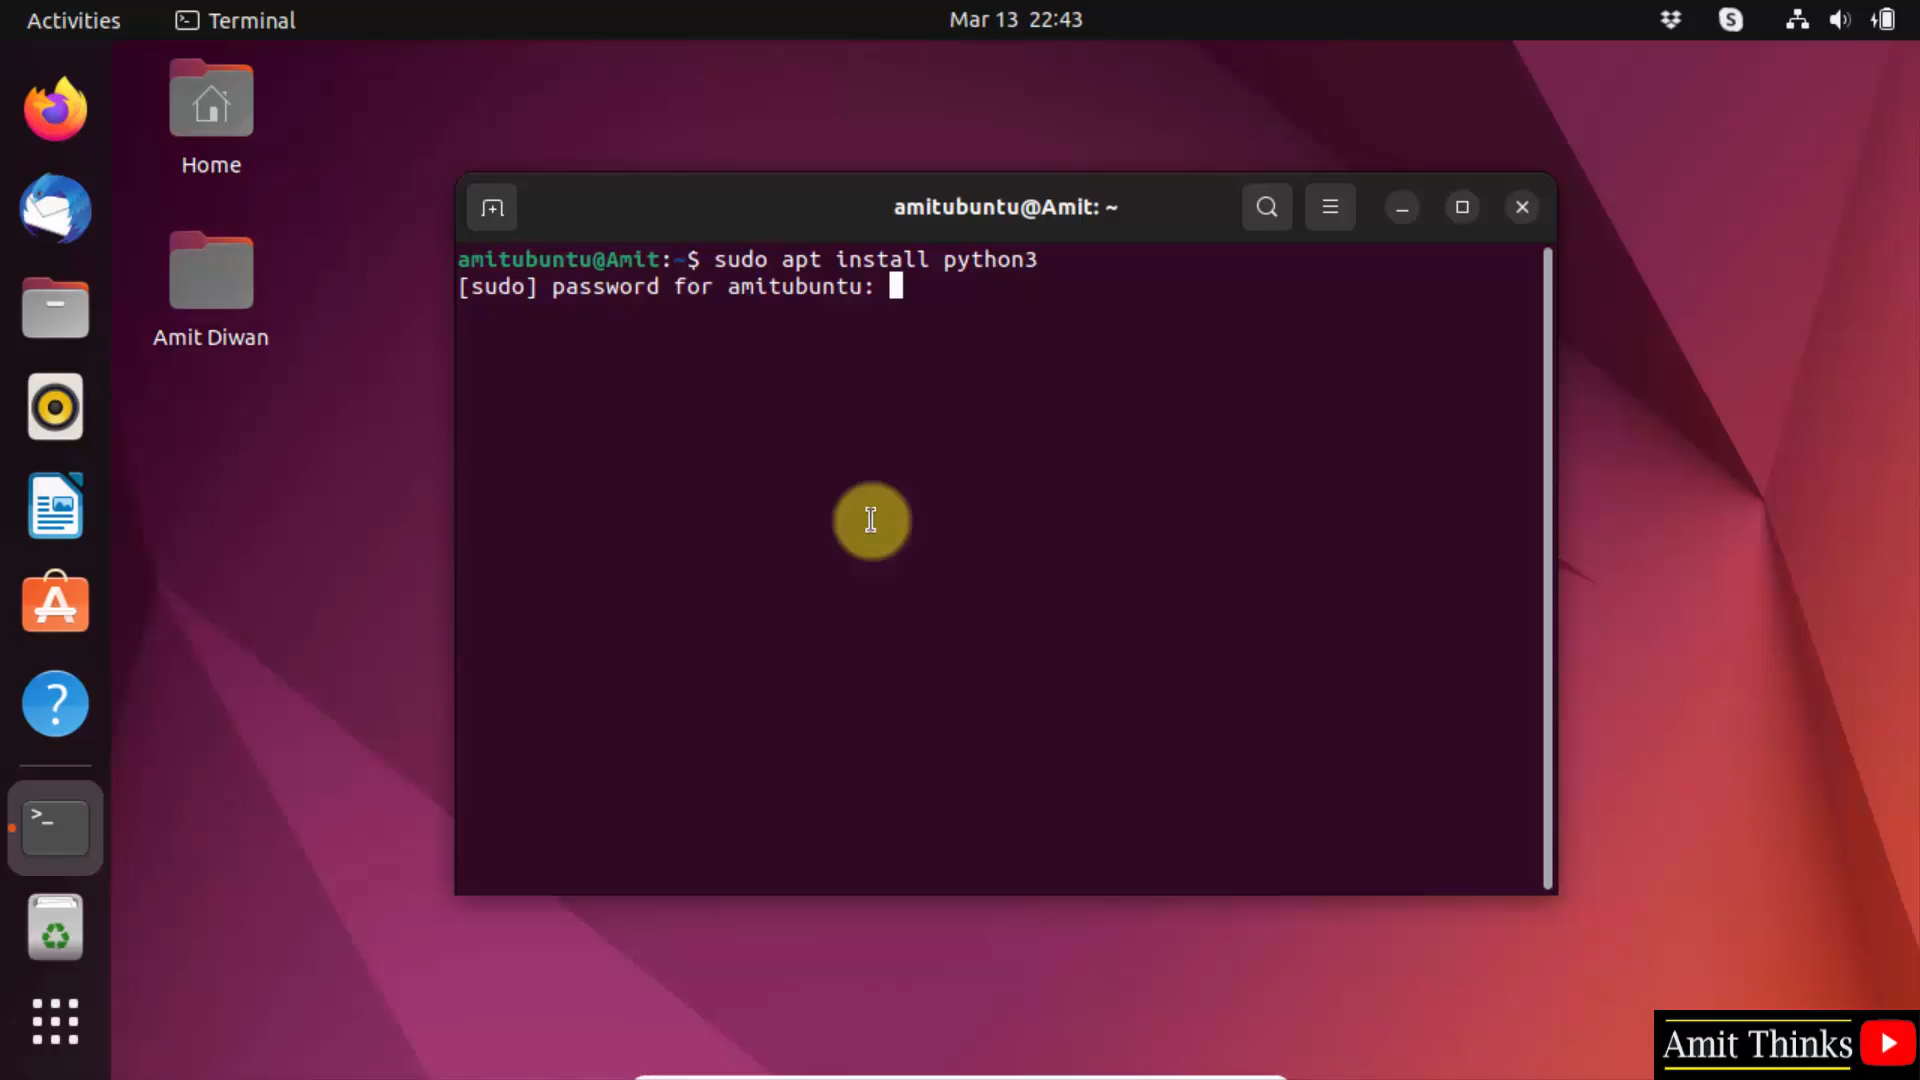 Activities
Terminal
Mar 13 22:43
Home
Amit Diwan
amitubuntu@Amit: ~
amitubuntu@Amit:~$ sudo apt install python3
[sudo] password for amitubuntu:
Amit Thinks